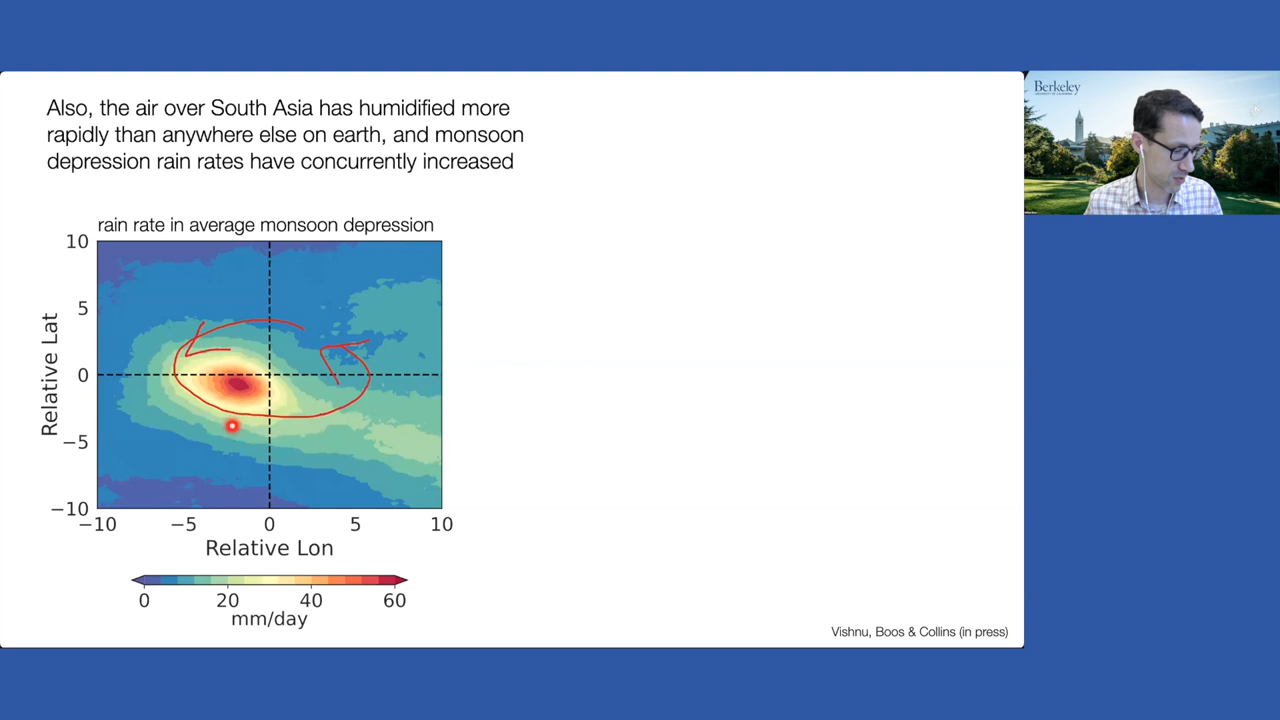 Also, the air over South Asia has humidified more
rapidly than anywhere else on earth, and monsoon
depression rain rates have concurrently increased
rain rate in average monsoon depression
10
5
0
−5
−10
Relative Lat
−10 −5 0 5 10
Relative Lon
0 20 40 60
mm/day
Vishnu, Boos & Collins (in press)
Berkeley